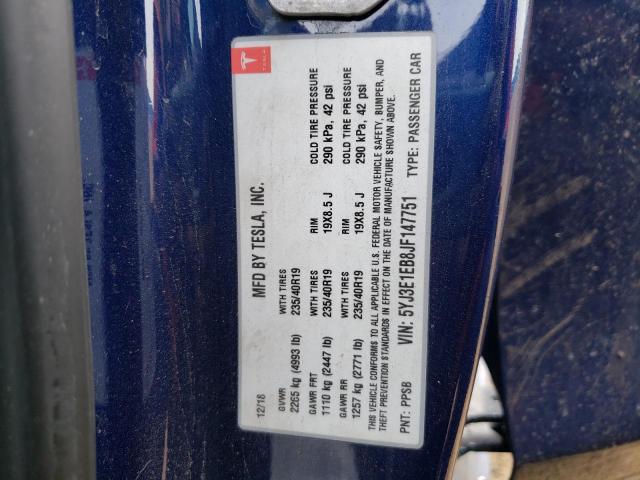 TESLA
MFD BY TESLA, INC.
12/18
GVWR WITH TIRES RIM COLD TIRE PRESSURE
2265 kg (4993 lb) 235/40R19 19X8.5 J 290 kPa, 42 psi
GAWR FRT WITH TIRES RIM COLD TIRE PRESSURE
1110 kg (2447 lb) 235/40R19 19X8.5 J 290 kPa, 42 psi
GAWR RR WITH TIRES
1257 kg (2771 lb) 235/40R19
THIS VEHICLE CONFORMS TO ALL APPLICABLE U.S. FEDERAL MOTOR VEHICLE SAFETY, BUMPER, AND
THEFT PREVENTION STANDARDS IN EFFECT ON THE DATE OF MANUFACTURE SHOWN ABOVE.
PNT: PPSB VIN: 5YJ3E1EB8JF147751 TYPE: PASSENGER CAR